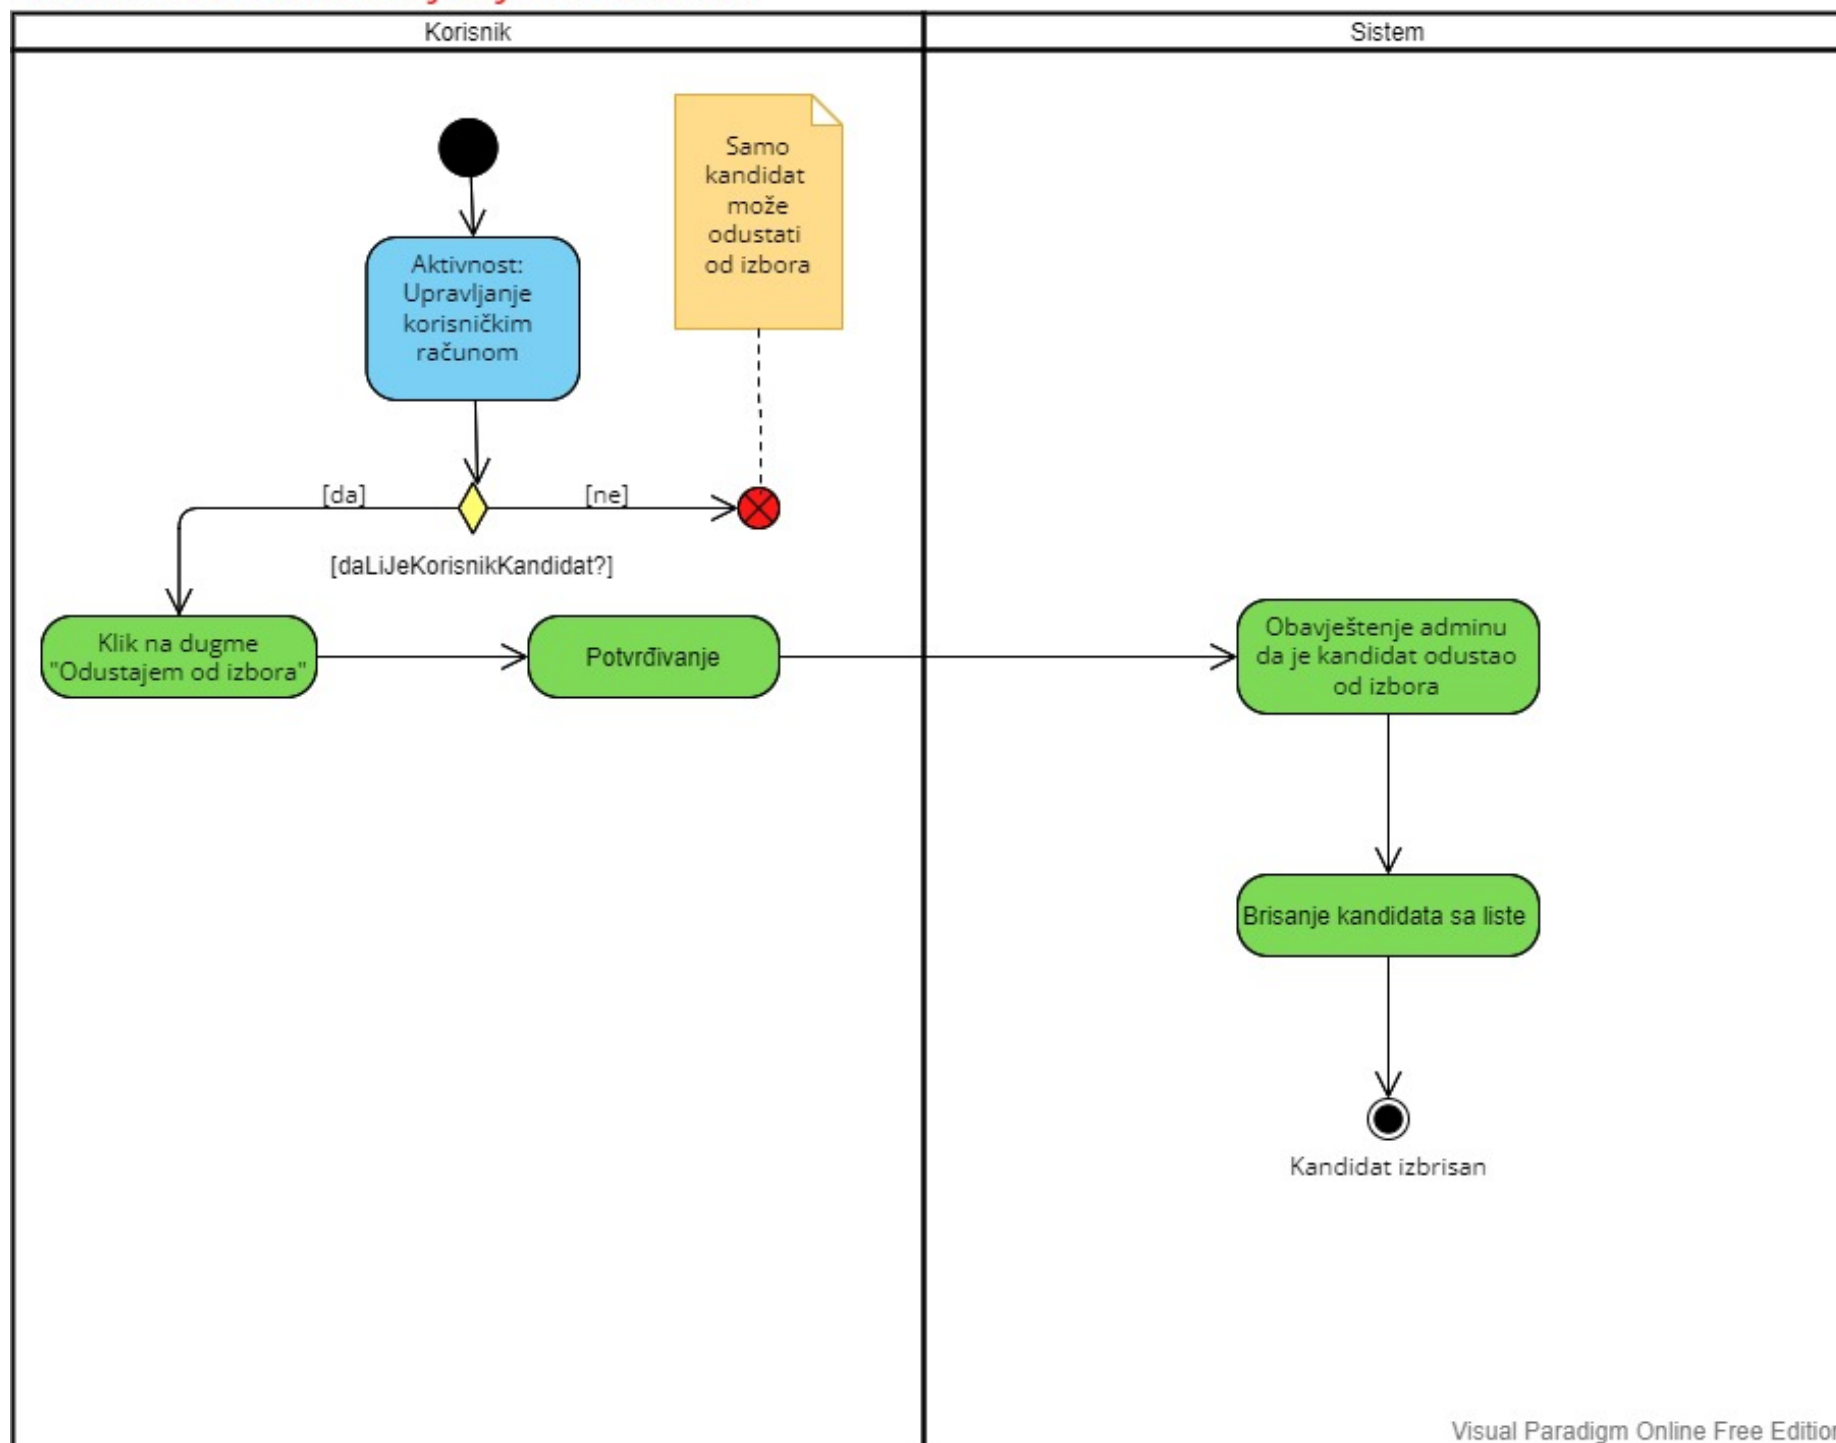 Korisnik
Sistem
Samo
kandidat
može
odustati
od izbora
Aktivnost:
Upravljanje
korisničkim
računom
[da]
[ne]
[daLiJeKorisnikKandidat?]
Klik na dugme
"Odustajem od izbora"
Potvrđivanje
Obavještenje adminu
da je kandidat odustao
od izbora
Brisanje kandidata sa liste
Kandidat izbrisan
Visual Paradigm Online Free Edition